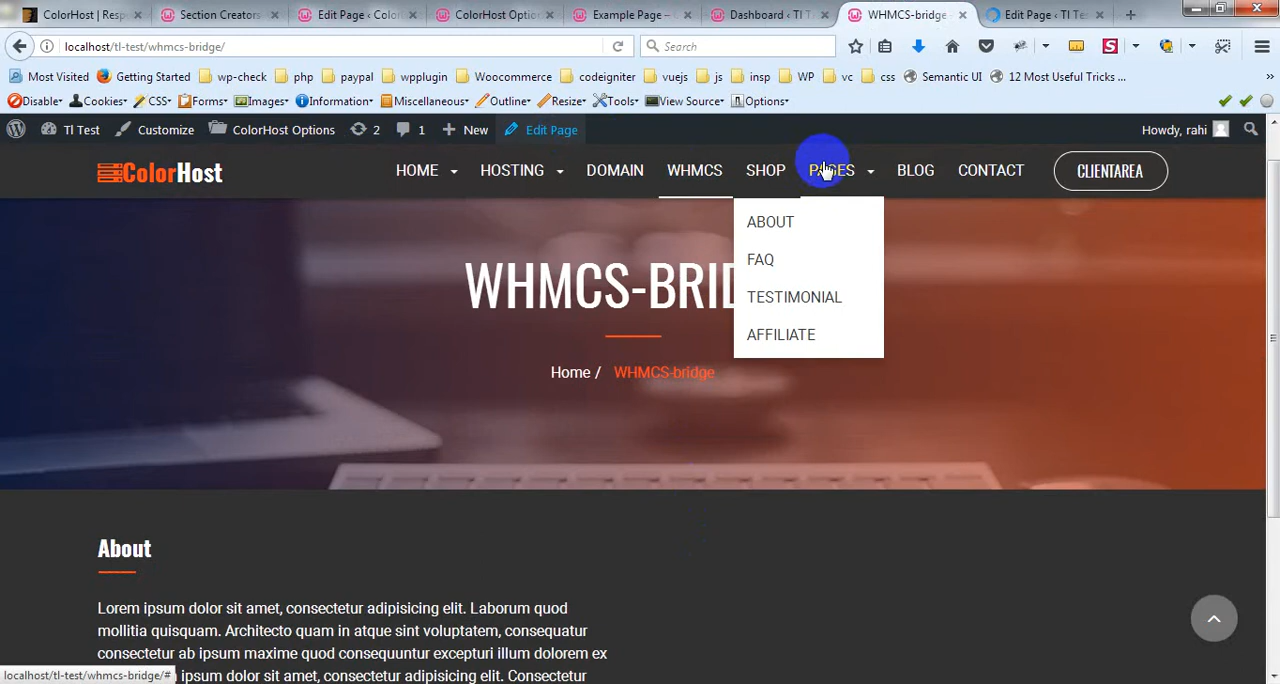 ColorHost | Resp
Section Creators-
Edit Page ‹ Color
ColorHost Optio
Example Page –
Dashboard ‹ Tl T
WHMCS-bridge -
Edit Page ‹ Tl Te
localhost/tl-test/whmcs-bridge/
Search
Most Visited
Getting Started
wp-check
php
paypal
wpplugin
Woocommerce
codeigniter
vuejs
js
insp
WP
vc
css
Semantic UI
12 Most Useful Tricks ...
Disable
Cookies
CSS
Forms
Images
Information
Miscellaneous
Outline
Resize
Tools
View Source
Options
Tl Test
Customize
ColorHost Options
2
1
New
Edit Page
Howdy, rahi
ColorHost
HOME
HOSTING
DOMAIN
WHMCS
SHOP
PAGES
BLOG
CONTACT
CLIENTAREA
ABOUT
FAQ
TESTIMONIAL
AFFILIATE
WHMCS-BRID
Home /
WHMCS-bridge
About
Lorem ipsum dolor sit amet, consectetur adipisicing elit. Laborum quod
mollitia quisquam. Architecto quam in atque sint voluptatem, consequatur
consectetur ab ipsum maxime quod consequuntur excepturi illum dolorem ex
ipsum dolor sit amet, consectetur adipisicing elit. Consectetur
localhost/tl-test/whmcs-bridge/#